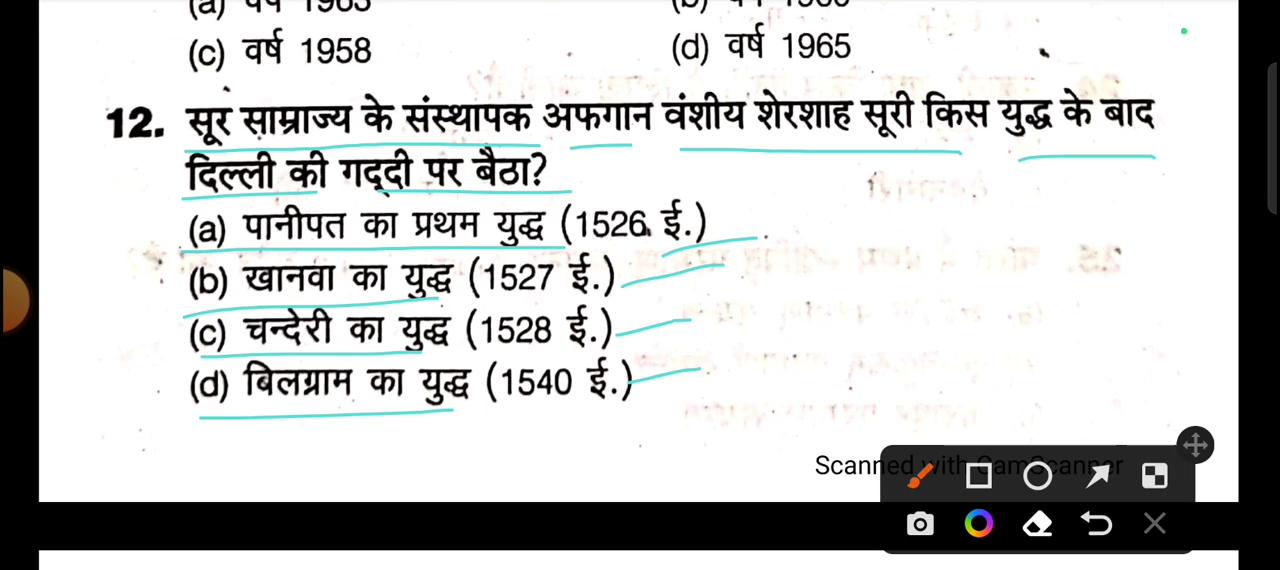 (c) वर्ष 1958 (d) वर्ष 1965
12. सूर साम्राज्य के संस्थापक अफगान वंशीय शेरशाह सूरी किस युद्ध के बाद
दिल्ली की गद्दी पर बैठा?
(a) पानीपत का प्रथम युद्ध (1526 ई.)
(b) खानवा का युद्ध (1527 ई.)
(c) चन्देरी का युद्ध (1528 ई.)
(d) बिलग्राम का युद्ध (1540 ई.)
Scanned with CamScanner